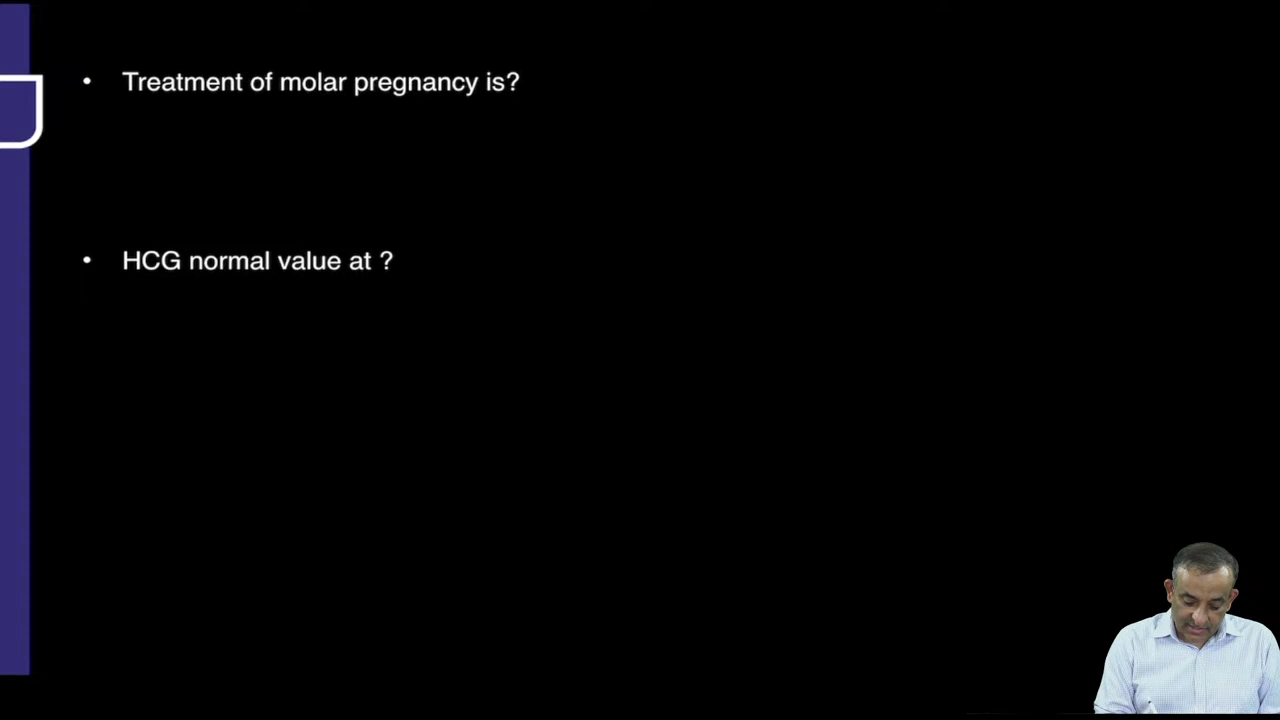 • Treatment of molar pregnancy is?
• HCG normal value at ?